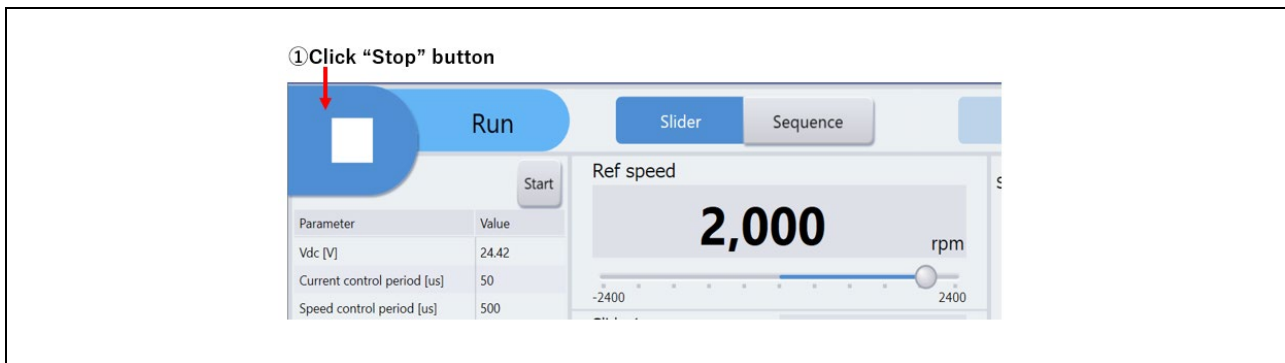 ①Click “Stop” button
Run
Slider
Sequence
Start
Ref speed
2,000
rpm
-2400
2400
Parameter Value
Vdc [V] 24.42
Current control period [us] 50
Speed control period [us] 500